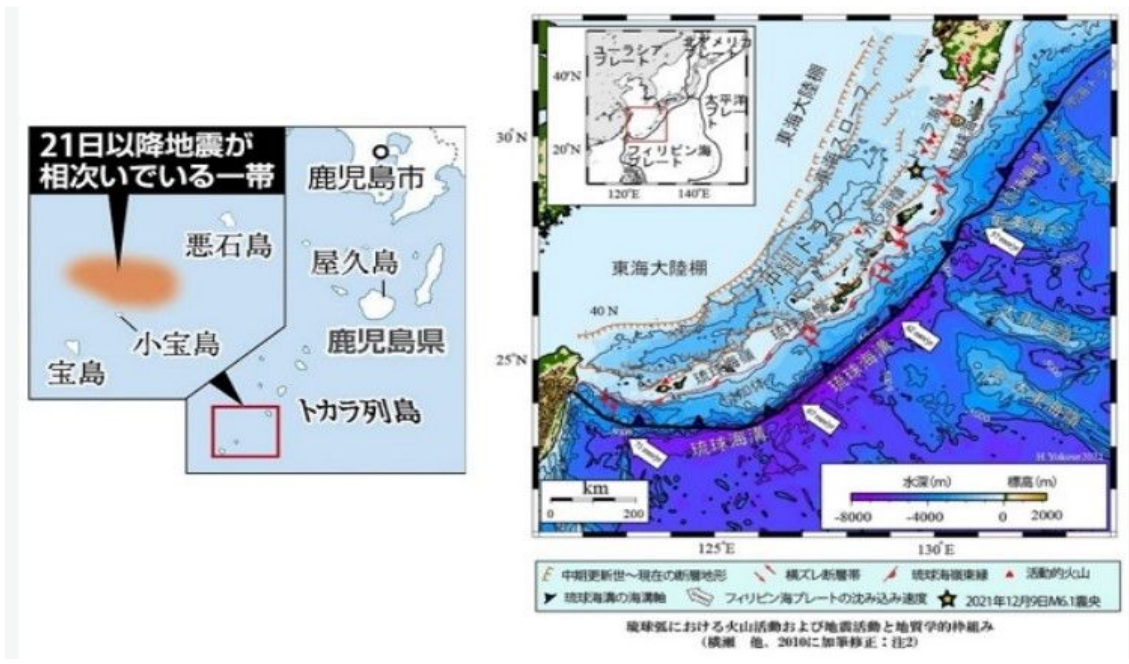 21日以降地震が
相次いでいる一帯
鹿児島市
悪石島
屋久島
小宝島
鹿児島県
宝島
トカラ列島
ユーラシア
プレート
北米アメリカ
プレート
太平洋
フィリピン海
プレート
40°N
20°N
120°E
140°E
30°N
25°N
東海大陸棚
東海大陸棚
40 N
琉球海溝
琉球海溝
H.Yokose2022
km
0
200
水深(m)
標高(m)
-8000
-4000
0
2000
125°E
130°E
中期更新世~現在の断層地形
横ズレ断層帯
琉球海嶺東縁
活動的火山
琉球海溝の海溝軸
フィリピン海プレートの沈み込み速度
2021年12月9日M6.1震央
琉球弧における火山活動および地震活動と地質学的枠組み
(横瀬 他、2010に加筆修正:注2)